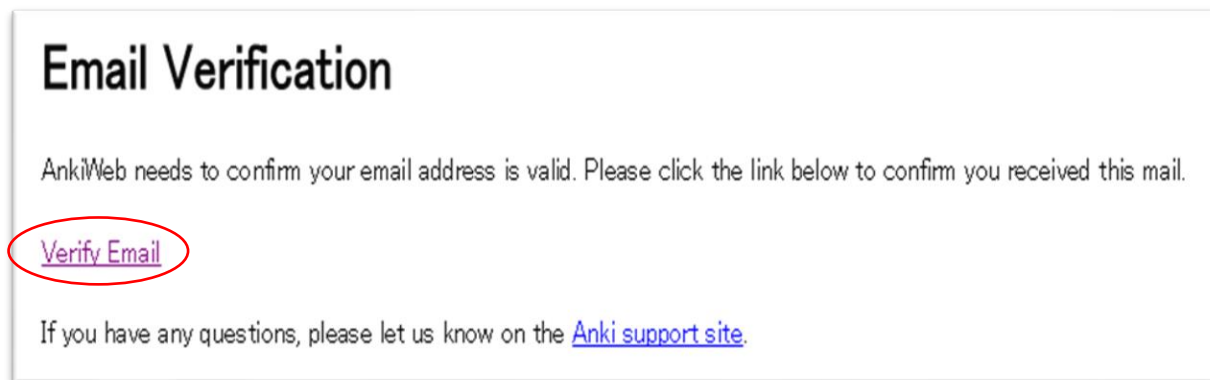 Email Verification
AnkiWeb needs to confirm your email address is valid. Please click the link below to confirm you received this mail.
Verify Email
If you have any questions, please let us know on the Anki support site.